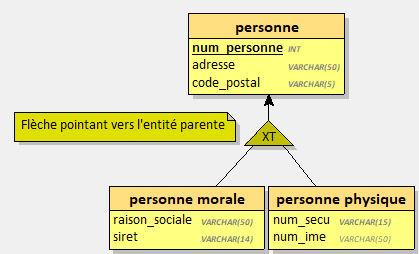 personne
num_personne INT
adresse VARCHAR(50)
code_postal VARCHAR(5)
Flèche pointant vers l'entité parente
XT
personne morale
raison_sociale VARCHAR(50)
siret VARCHAR(14)
personne physique
num_secu VARCHAR(15)
num_ime VARCHAR(50)